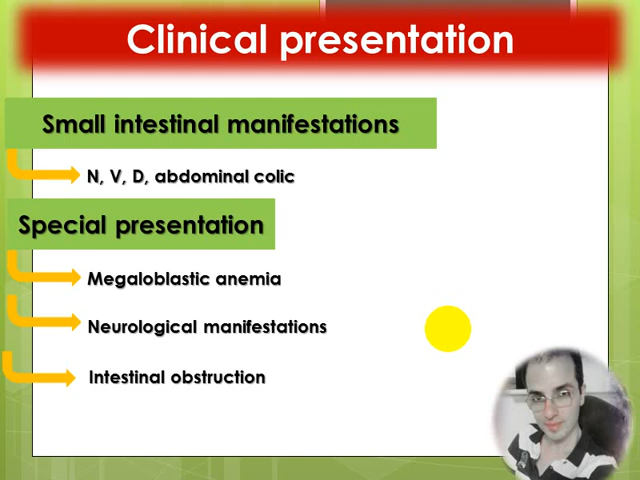 Clinical presentation
Small intestinal manifestations
N, V, D, abdominal colic
Special presentation
Megaloblastic anemia
Neurological manifestations
Intestinal obstruction